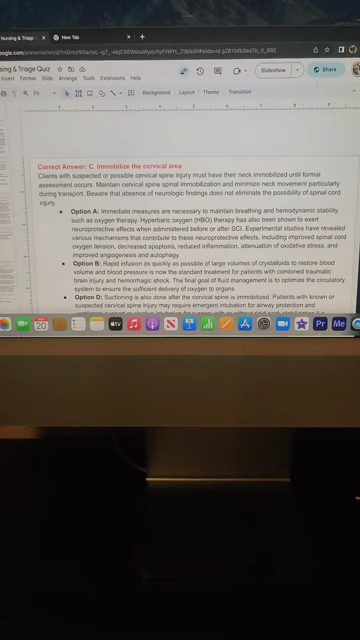 Nursing & Triage Quiz
New Tab
Insert Format Slide Arrange Tools Extensions Help
Slideshow
Share
Fit
Background Layout Theme Transition
Correct Answer: C. Immobilize the cervical area
Clients with suspected or possible cervical spine injury must have their neck immobilized until formal
assessment occurs. Maintain cervical spine spinal immobilization and minimize neck movement particularly
during transport. Beware that absence of neurologic findings does not eliminate the possibility of spinal cord
injury.
● Option A: Immediate measures are necessary to maintain breathing and hemodynamic stability,
such as oxygen therapy. Hyperbaric oxygen (HBO) therapy has also been shown to exert
neuroprotective effects when administered before or after SCI. Experimental studies have revealed
various mechanisms that contribute to these neuroprotective effects, including improved spinal cord
oxygen tension, decreased apoptosis, reduced inflammation, attenuation of oxidative stress, and
improved angiogenesis and autophagy.
● Option B: Rapid infusion as quickly as possible of large volumes of crystalloids to restore blood
volume and blood pressure is now the standard treatment for patients with combined traumatic
brain injury and hemorrhagic shock. The final goal of fluid management is to optimize the circulatory
system to ensure the sufficient delivery of oxygen to organs
● Option D: Suctioning is also done after the cervical spine is immobilized. Patients with known or
suspected cervical spine injury may require emergent intubation for airway protection and
20
tv
Pr
Me